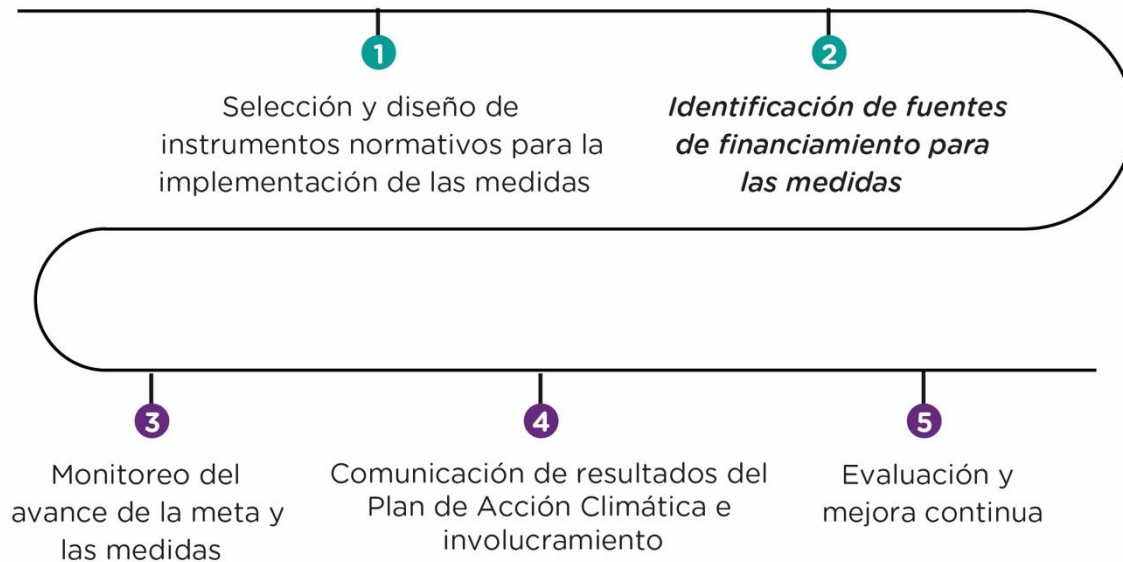 1
Selección y diseño de
instrumentos normativos para la
implementación de las medidas
2
Identificación de fuentes
de financiamiento para
las medidas
3
Monitoreo del
avance de la meta y
las medidas
4
Comunicación de resultados del
Plan de Acción Climática e
involucramiento
5
Evaluación y
mejora continua